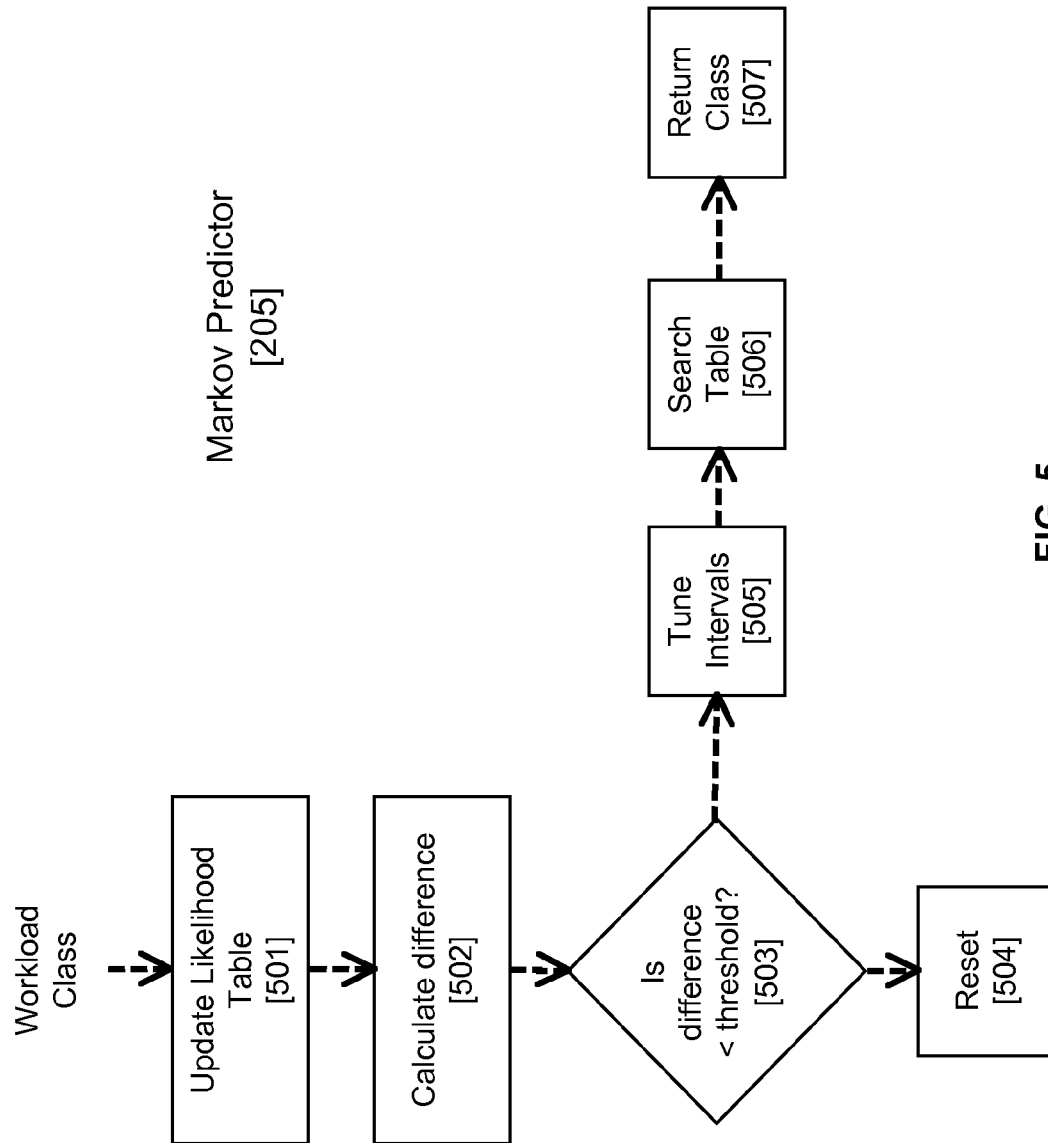 Workload
Class
Update Likelihood
Table
[501]
Calculate difference
[502]
Is
difference
< threshold?
[503]
Reset
[504]
Tune
Intervals
[505]
Search
Table
[506]
Return
Class
[507]
Markov Predictor
[205]
FIG. 5